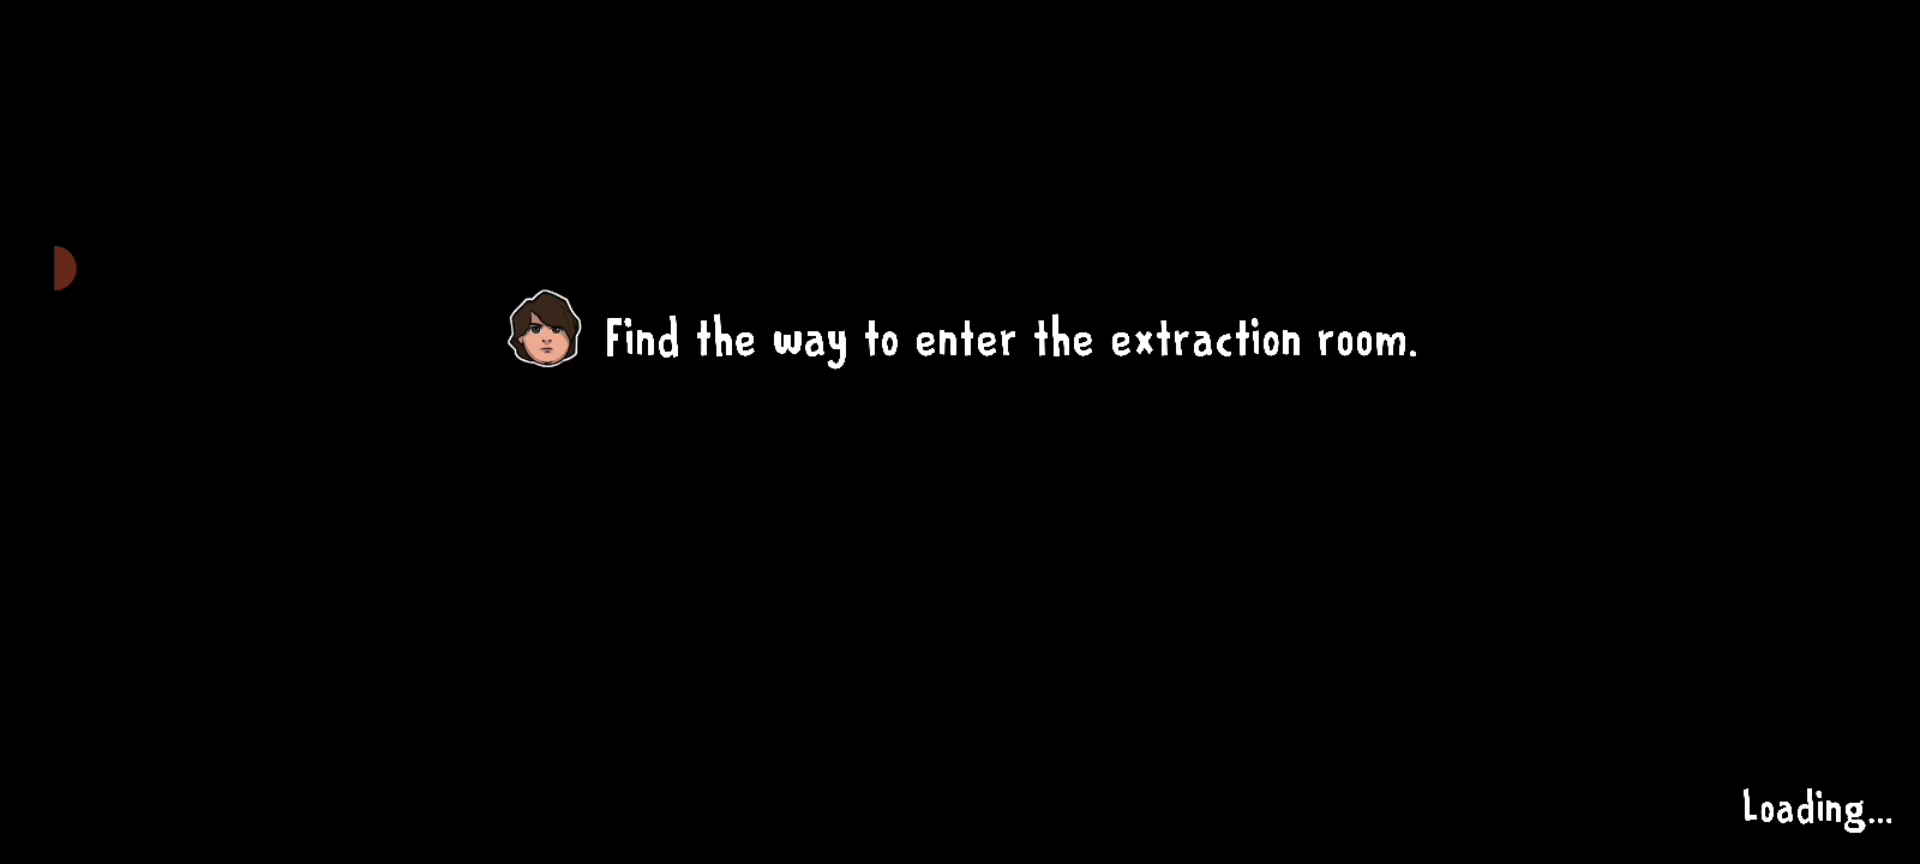 Find the way to enter the extraction room.
Loading...